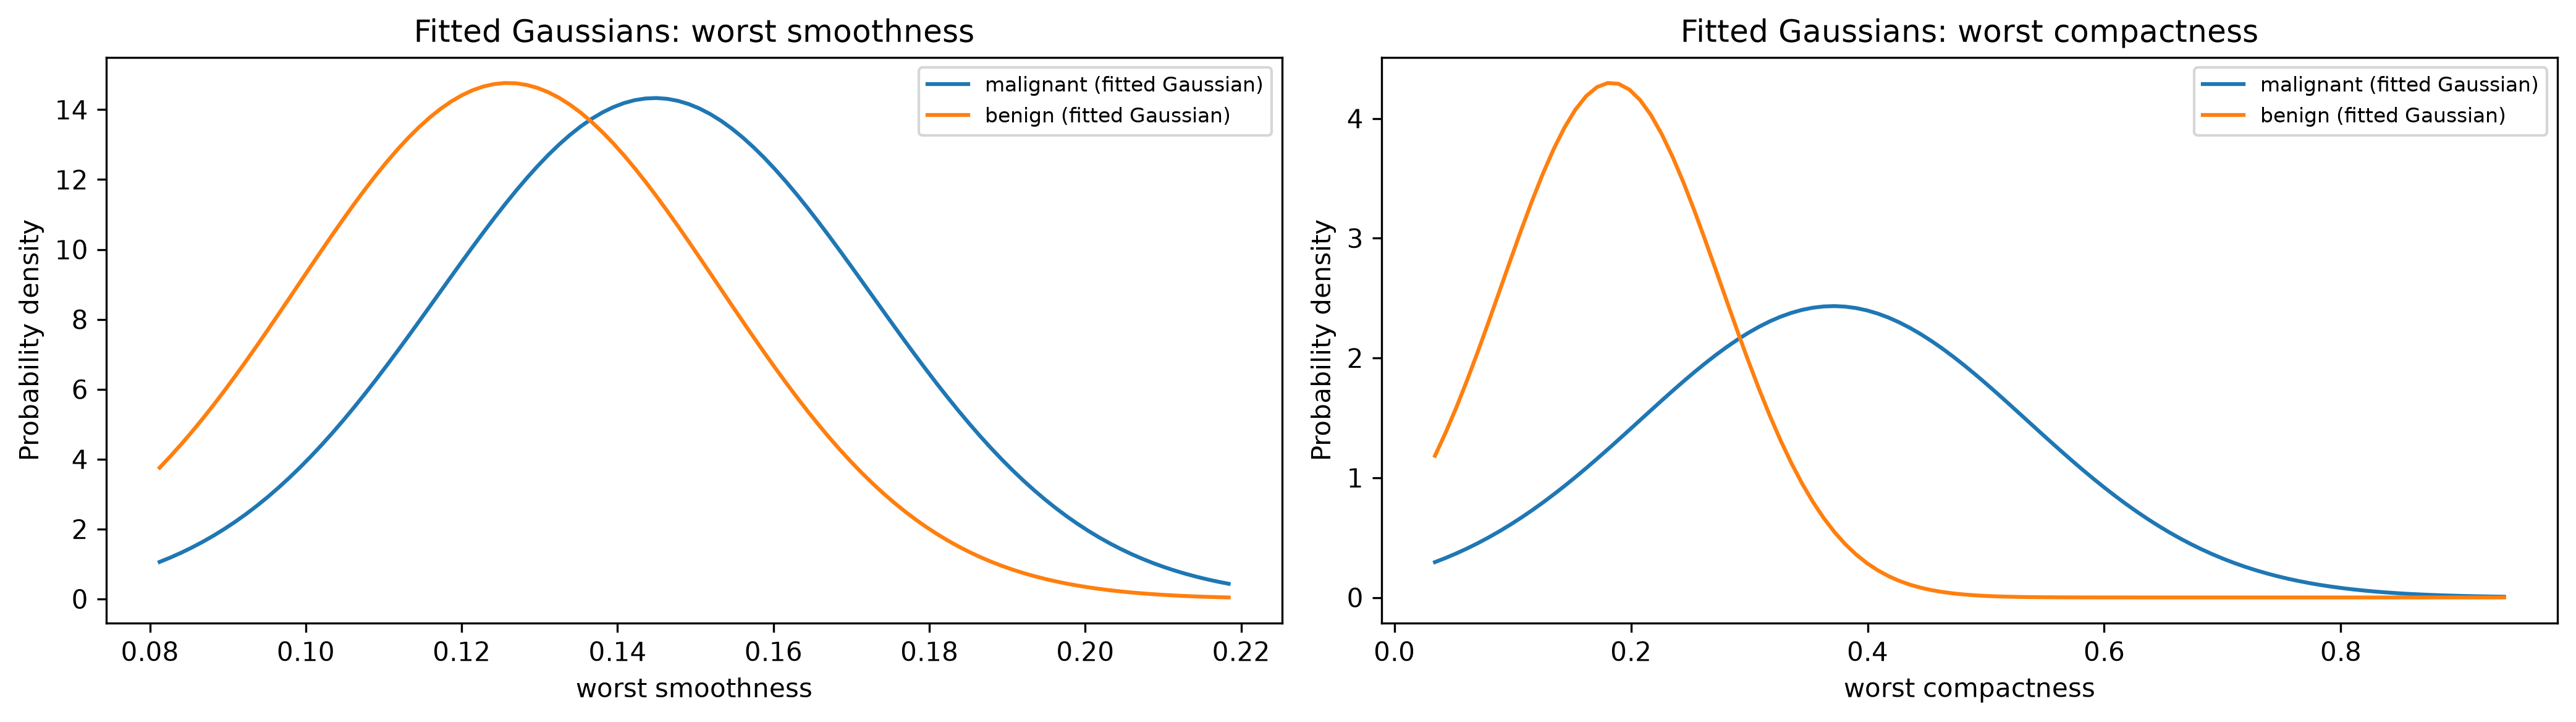 Fitted Gaussians: worst smoothness
malignant (fitted Gaussian)
benign (fitted Gaussian)
Probability density
14
12
10
8
6
4
2
0
0.08 0.10 0.12 0.14 0.16 0.18 0.20 0.22
worst smoothness
Fitted Gaussians: worst compactness
malignant (fitted Gaussian)
benign (fitted Gaussian)
Probability density
4
3
2
1
0
0.0 0.2 0.4 0.6 0.8
worst compactness